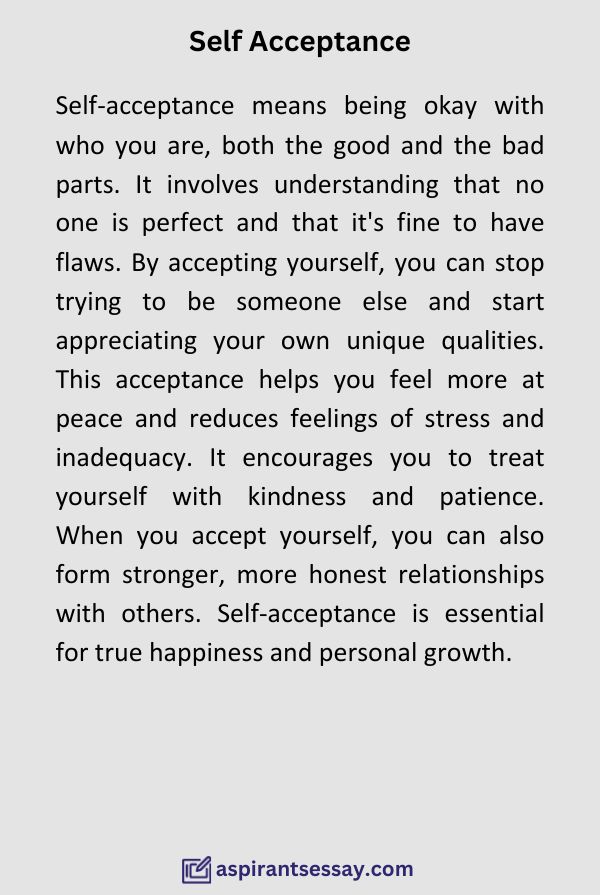 Self Acceptance
Self-acceptance means being okay with
who you are, both the good and the bad
parts. It involves understanding that no
one is perfect and that it's fine to have
flaws. By accepting yourself, you can stop
trying to be someone else and start
appreciating your own unique qualities.
This acceptance helps you feel more at
peace and reduces feelings of stress and
inadequacy. It encourages you to treat
yourself with kindness and patience.
When you accept yourself, you can also
form stronger, more honest relationships
with others. Self-acceptance is essential
for true happiness and personal growth.
aspirantsessay.com